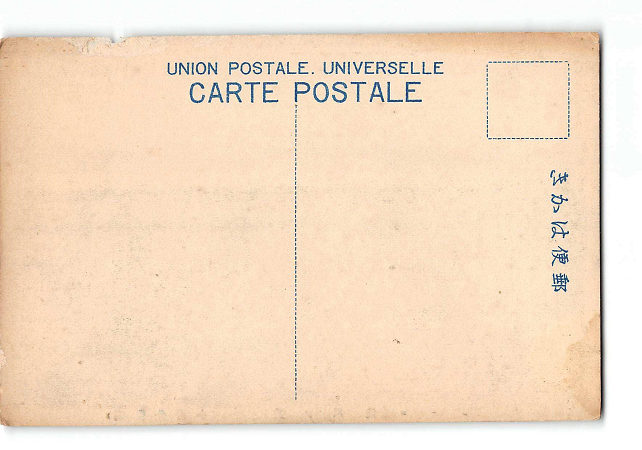 UNION POSTALE. UNIVERSELLE
CARTE POSTALE
きかは便郵